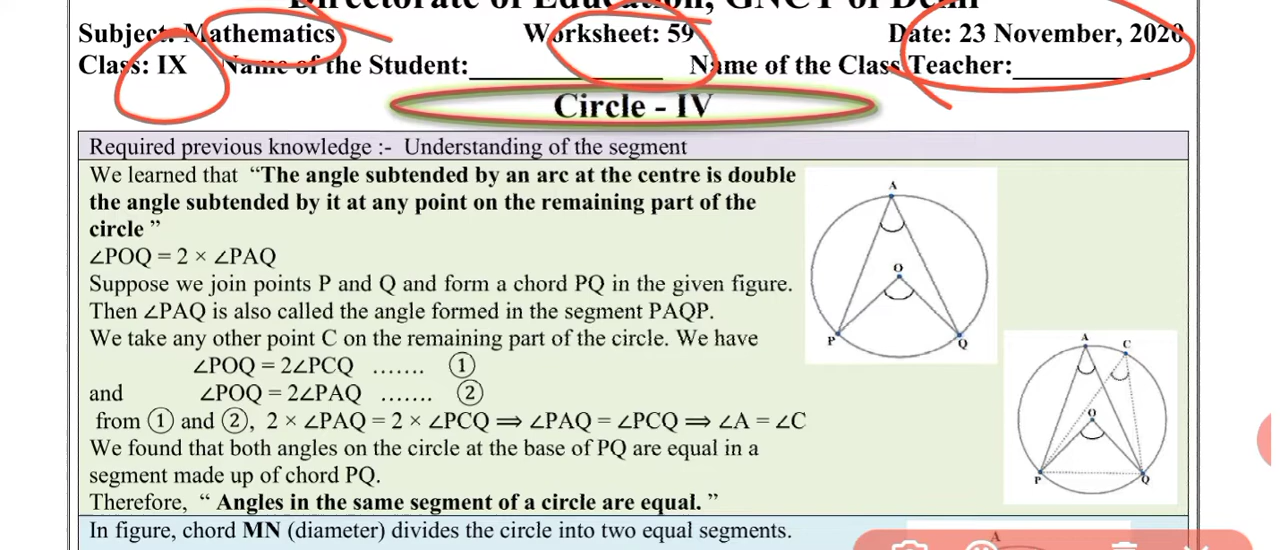 Directorate of Education, GNCT of Delhi
Subject: Mathematics Worksheet: 59 Date: 23 November, 2020
Class: IX Name of the Student:____________ Name of the Class Teacher:____________
Circle - IV
Required previous knowledge :- Understanding of the segment
We learned that “The angle subtended by an arc at the centre is double
the angle subtended by it at any point on the remaining part of the
circle ”
∠POQ = 2 × ∠PAQ
Suppose we join points P and Q and form a chord PQ in the given figure.
Then ∠PAQ is also called the angle formed in the segment PAQP.
We take any other point C on the remaining part of the circle. We have
∠POQ = 2∠PCQ ....... ①
and ∠POQ = 2∠PAQ ....... ②
from ① and ②, 2 × ∠PAQ = 2 × ∠PCQ ⟹ ∠PAQ = ∠PCQ ⟹ ∠A = ∠C
We found that both angles on the circle at the base of PQ are equal in a
segment made up of chord PQ.
Therefore, “ Angles in the same segment of a circle are equal. ”
In figure, chord MN (diameter) divides the circle into two equal segments.
A
O
P
Q
A
C
O
P
Q
A